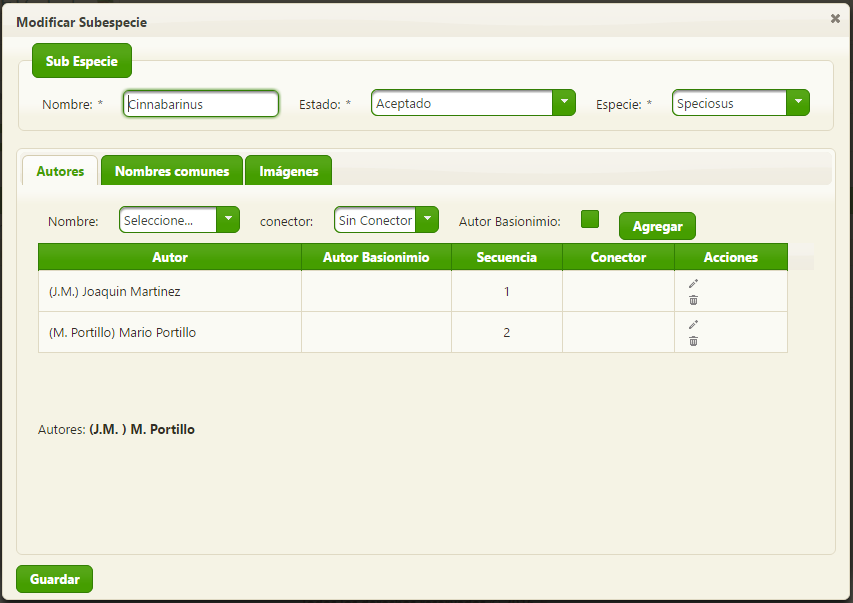 Modificar Subespecie
Sub Especie
Nombre: * Cinnabarinus Estado: * Aceptado Especie: * Speciosus
Autores Nombres comunes Imágenes
Nombre: Seleccione... conector: Sin Conector Autor Basionimio: Agregar
Autor Autor Basionimio Secuencia Conector Acciones
(J.M.) Joaquin Martinez 1
(M. Portillo) Mario Portillo 2
Autores: (J.M. ) M. Portillo
Guardar